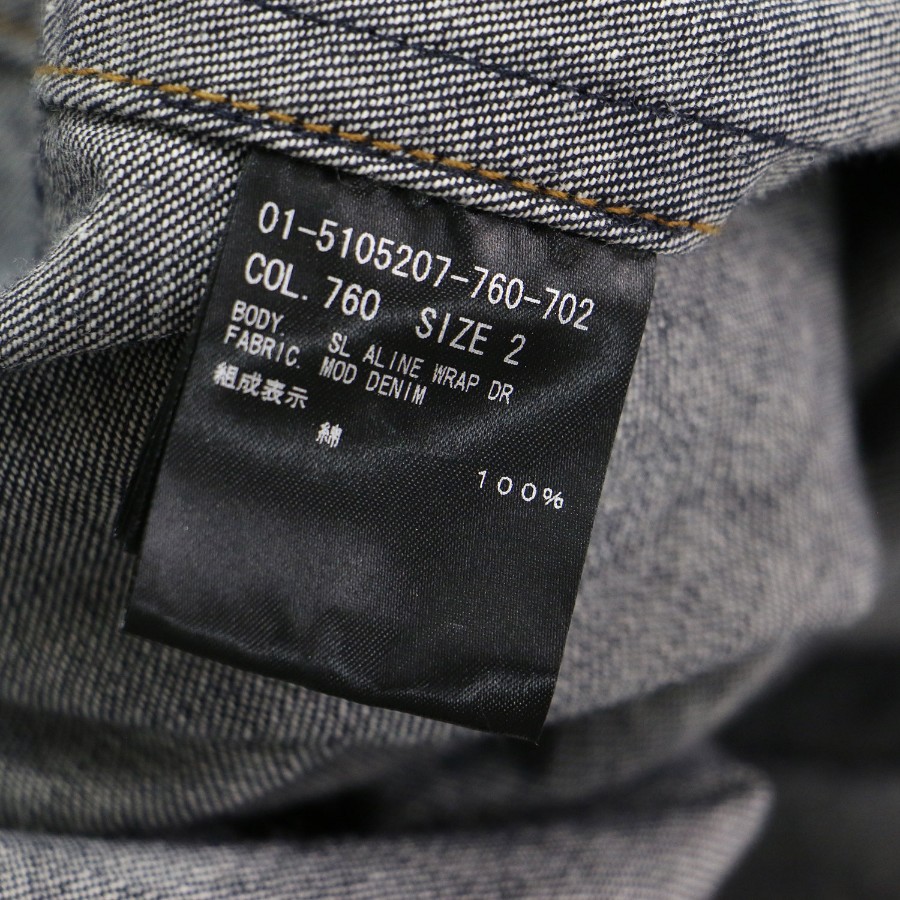 01-5105207-760-702
COL. 760 SIZE 2
BODY. SL ALINE WRAP DR
FABRIC. MOD DENIM
組成表示
綿
100%